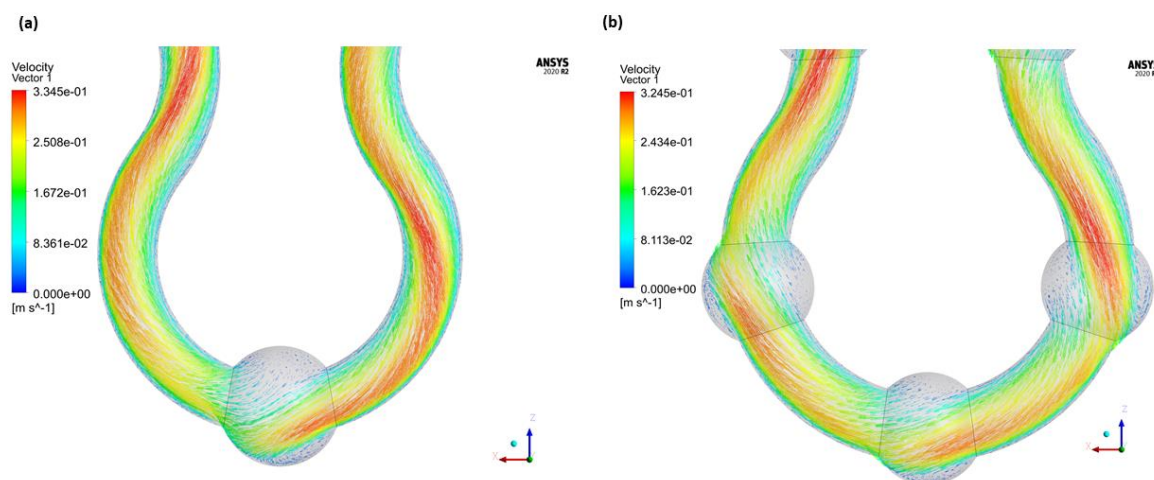 (a)
Velocity
Vector 1
3.345e-01
2.508e-01
1.672e-01
8.361e-02
0.000e+00
[m s^-1]
ANSYS
2020 R2
Z
X
(b)
Velocity
Vector 1
3.245e-01
2.434e-01
1.623e-01
8.113e-02
0.000e+00
[m s^-1]
ANSYS
2020 R
Z
X